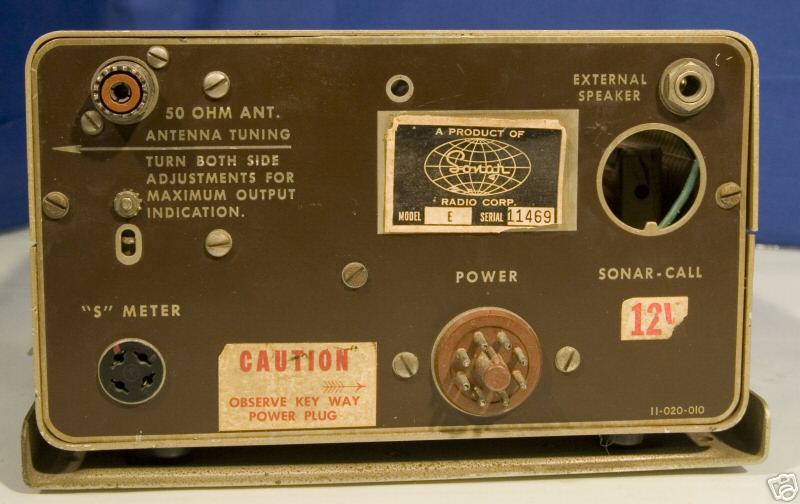 50 OHM ANT.
ANTENNA TUNING
TURN BOTH SIDE
ADJUSTMENTS FOR
MAXIMUM OUTPUT
INDICATION.
A PRODUCT OF
Sonar
RADIO CORP.
MODEL E SERIAL 11469
EXTERNAL
SPEAKER
"S" METER
POWER
SONAR-CALL
12V
CAUTION
OBSERVE KEY WAY
POWER PLUG
11-020-010